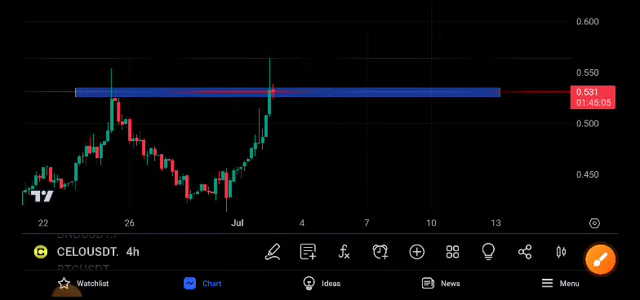 0.600
0.550
0.531
01:45:05
0.500
0.450
22 26 Jul 4 7 10 13
CELOUSDT. 4h
Watchlist Chart Ideas News Menu